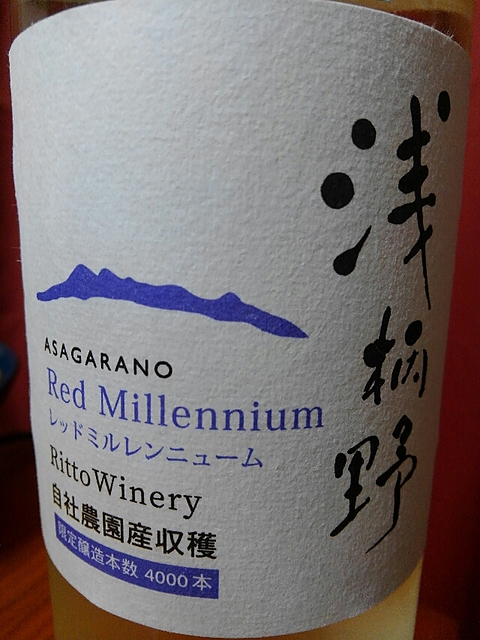 浅柄野
ASAGARANO
Red Millennium
レッドミルレンニューム
RittoWinery
自社農園産収穫
限定醸造本数 4000本